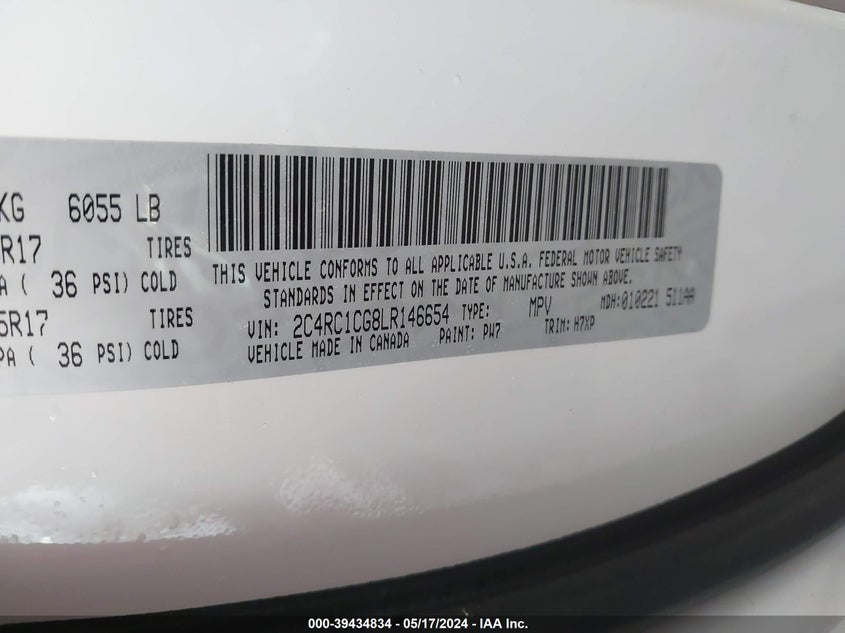 KG 6055 LB
R17 TIRES
A ( 36 PSI) COLD
5R17 TIRES
PA ( 36 PSI) COLD
THIS VEHICLE CONFORMS TO ALL APPLICABLE U.S.A. FEDERAL MOTOR VEHICLE SAFETY
STANDARDS IN EFFECT ON THE DATE OF MANUFACTURE SHOWN ABOVE.
VIN: 2C4RC1CG8LR146654 TYPE: MPV MDH:010221 511AA
VEHICLE MADE IN CANADA PAINT: PW7 TRIM: H7XP
000-39434834 - 05/17/2024 - IAA Inc.